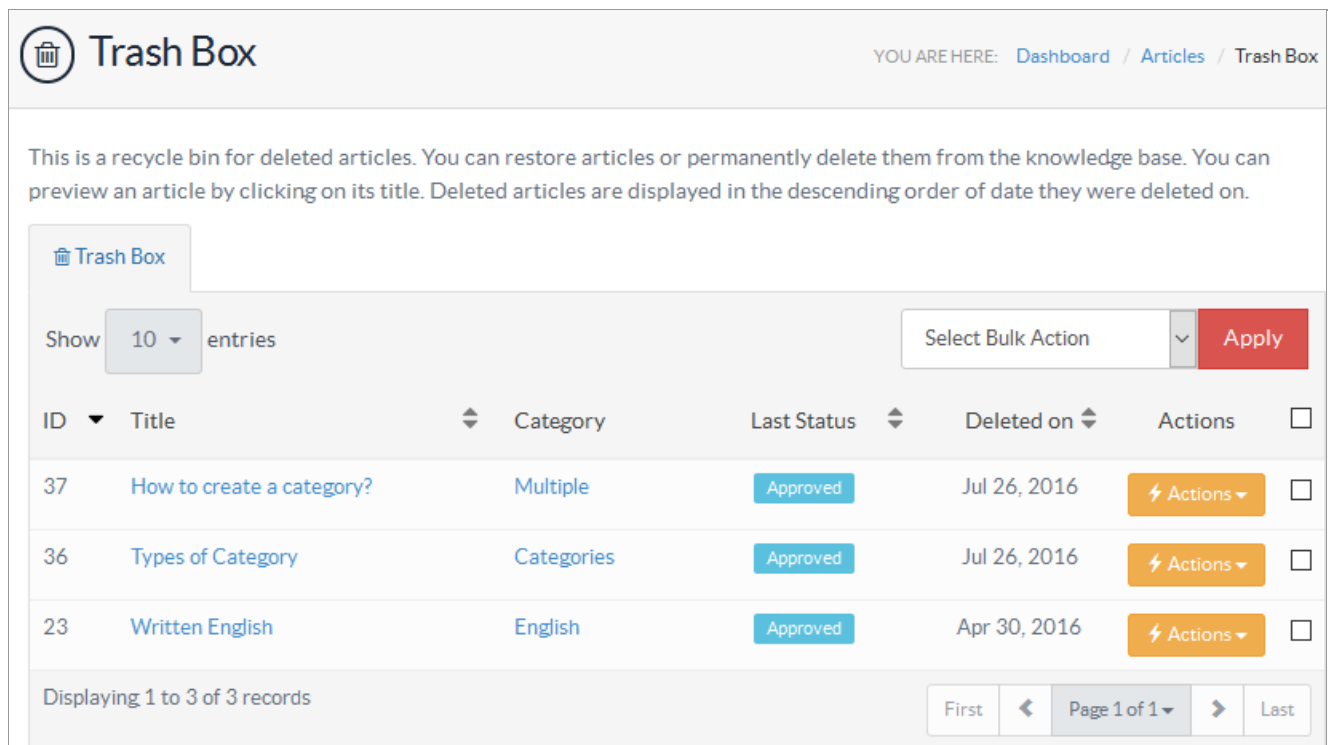 Trash Box
YOU ARE HERE: Dashboard / Articles / Trash Box
This is a recycle bin for deleted articles. You can restore articles or permanently delete them from the knowledge base. You can
preview an article by clicking on its title. Deleted articles are displayed in the descending order of date they were deleted on.
Trash Box
Show 10 entries Select Bulk Action Apply
ID Title Category Last Status Deleted on Actions
37 How to create a category? Multiple Approved Jul 26, 2016 Actions
36 Types of Category Categories Approved Jul 26, 2016 Actions
23 Written English English Approved Apr 30, 2016 Actions
Displaying 1 to 3 of 3 records First Page 1 of 1 Last